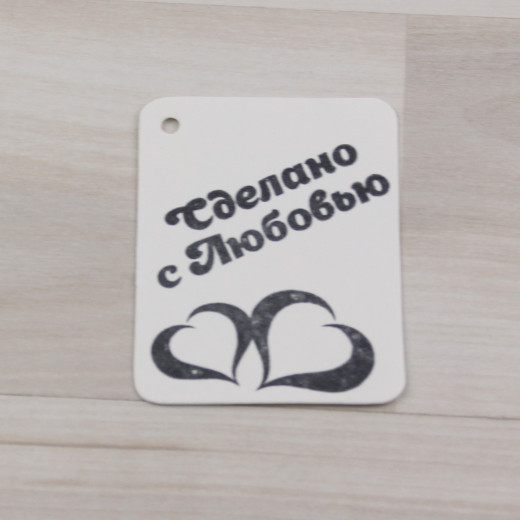 Сделано
с Любовью